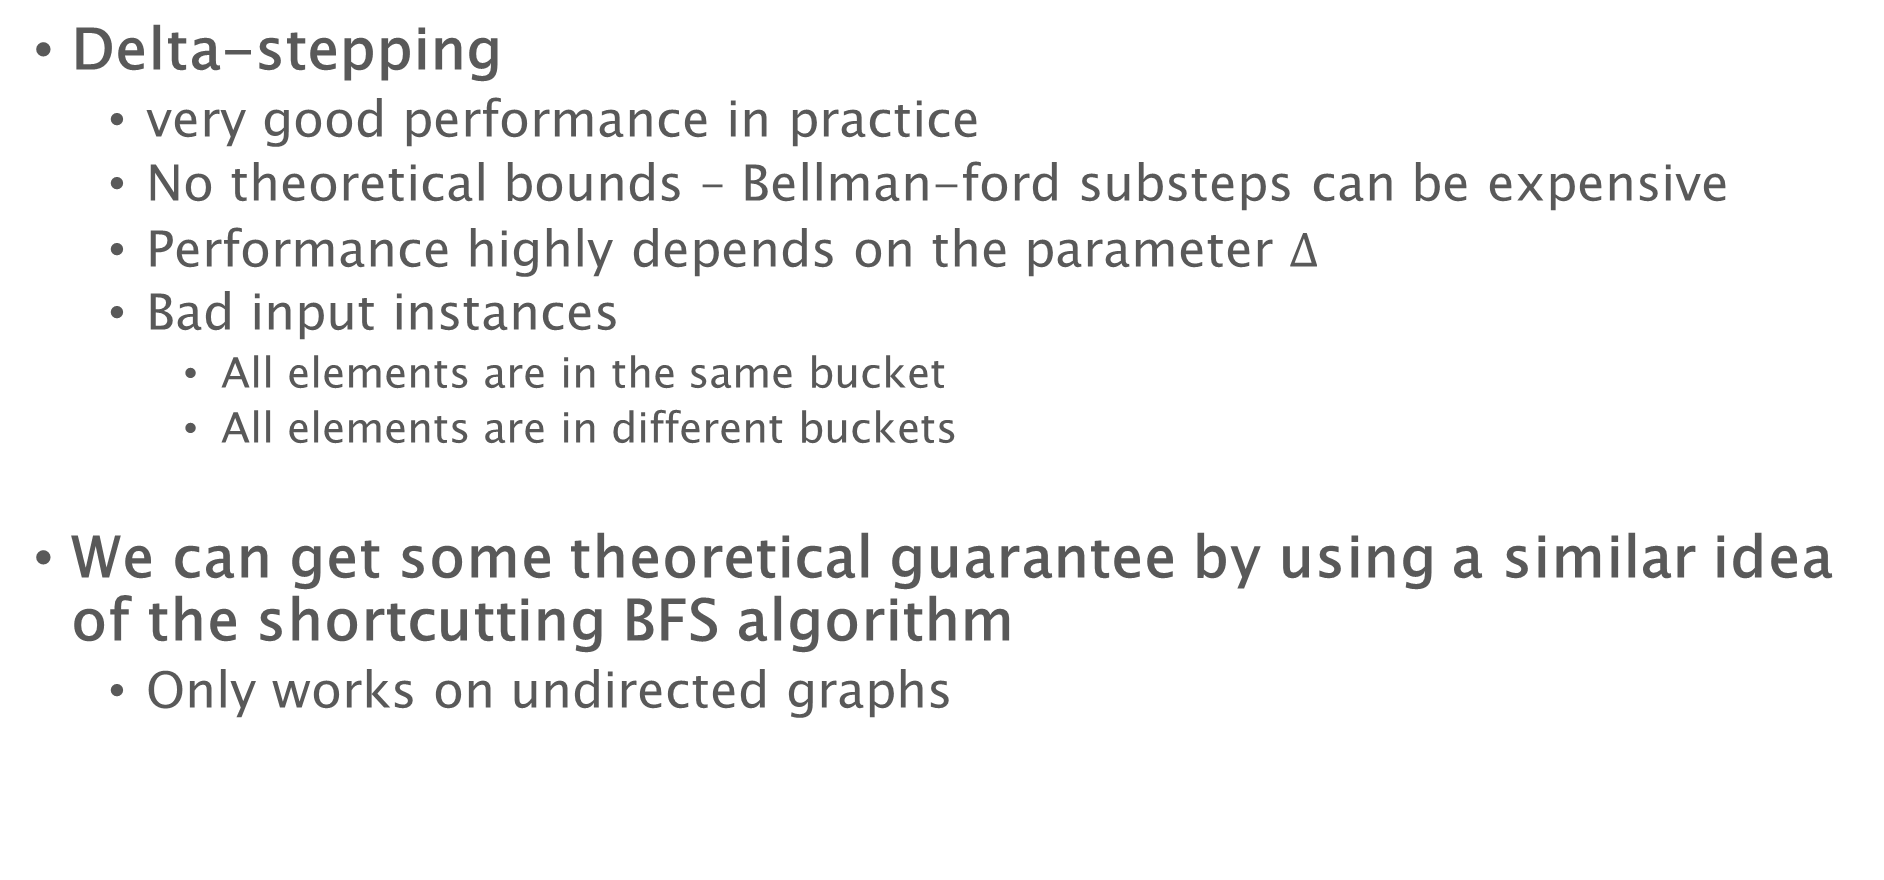 • Delta-stepping
• very good performance in practice
• No theoretical bounds – Bellman-ford substeps can be expensive
• Performance highly depends on the parameter Δ
• Bad input instances
• All elements are in the same bucket
• All elements are in different buckets
• We can get some theoretical guarantee by using a similar idea
of the shortcutting BFS algorithm
• Only works on undirected graphs